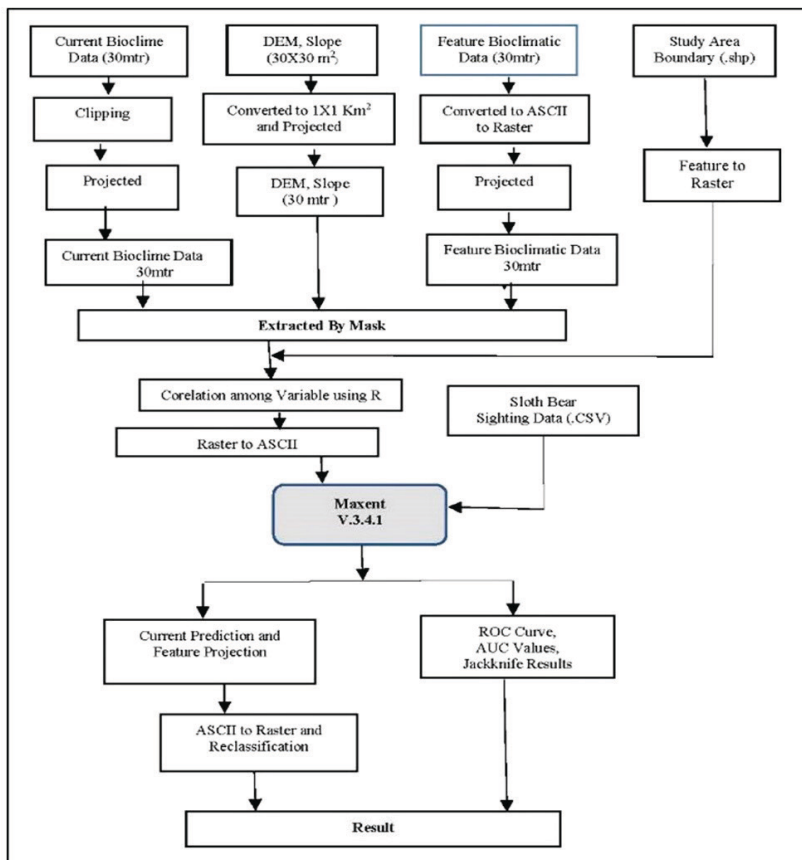 Current Bioclime
Data (30mtr)
DEM, Slope
(30X30 m²)
Feature Bioclimatic
Data (30mtr)
Study Area
Boundary (.shp)
Clipping
Converted to 1X1 Km²
and Projected
Converted to ASCII
to Raster
Feature to
Raster
Projected
DEM, Slope
(30 mtr )
Projected
Current Bioclime Data
30mtr
Feature Bioclimatic Data
30mtr
Extracted By Mask
Corelation among Variable using R
Sloth Bear
Sighting Data (.CSV)
Raster to ASCII
Maxent
V.3.4.1
Current Prediction and
Feature Projection
ROC Curve,
AUC Values,
Jackknife Results
ASCII to Raster and
Reclassification
Result